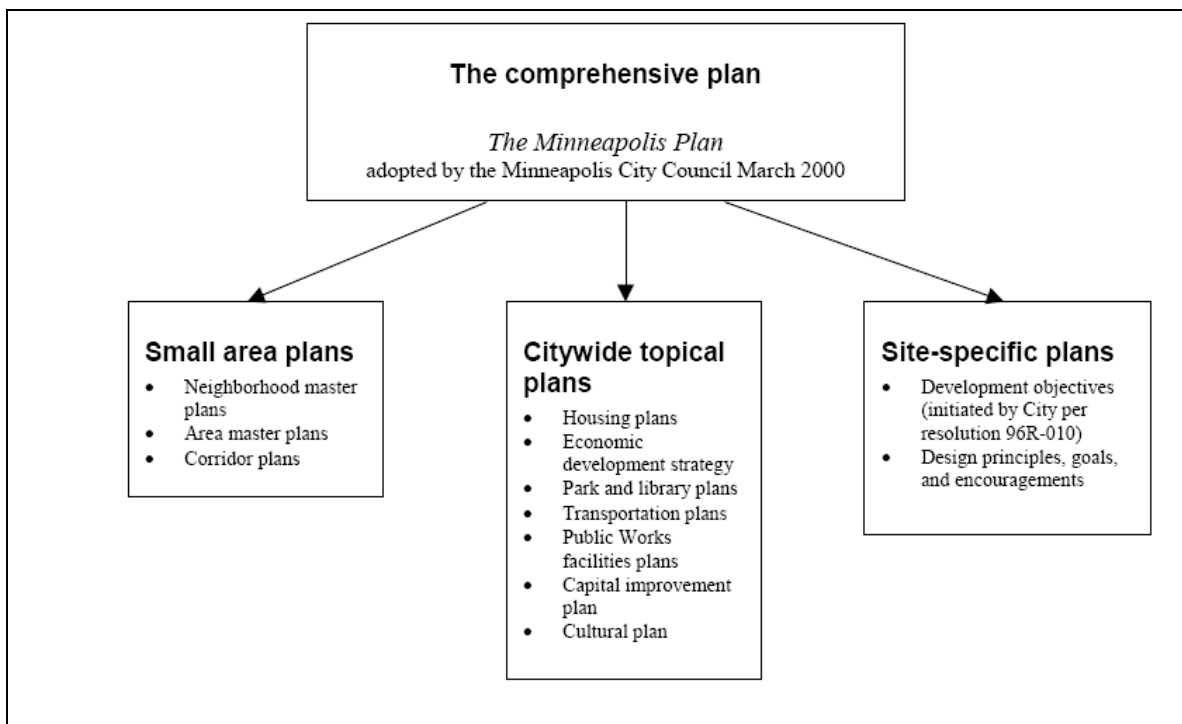 The comprehensive plan
The Minneapolis Plan
adopted by the Minneapolis City Council March 2000
Small area plans
• Neighborhood master
plans
• Area master plans
• Corridor plans
Citywide topical
plans
• Housing plans
• Economic
development strategy
• Park and library plans
• Transportation plans
• Public Works
facilities plans
• Capital improvement
plan
• Cultural plan
Site-specific plans
• Development objectives
(initiated by City per
resolution 96R-010)
• Design principles, goals,
and encouragements